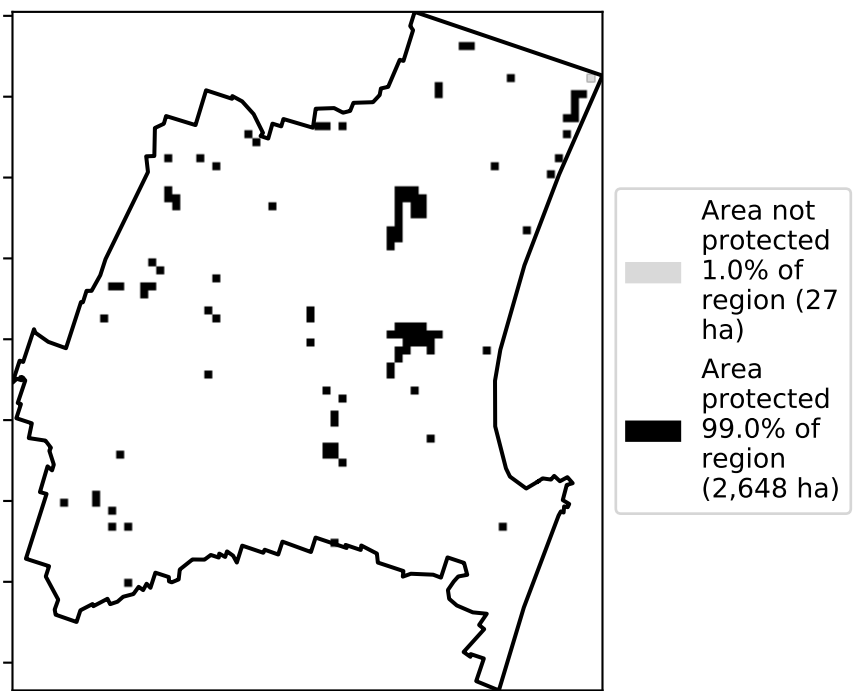 Area not
protected
1.0% of
region (27
ha)
Area
protected
99.0% of
region
(2,648 ha)